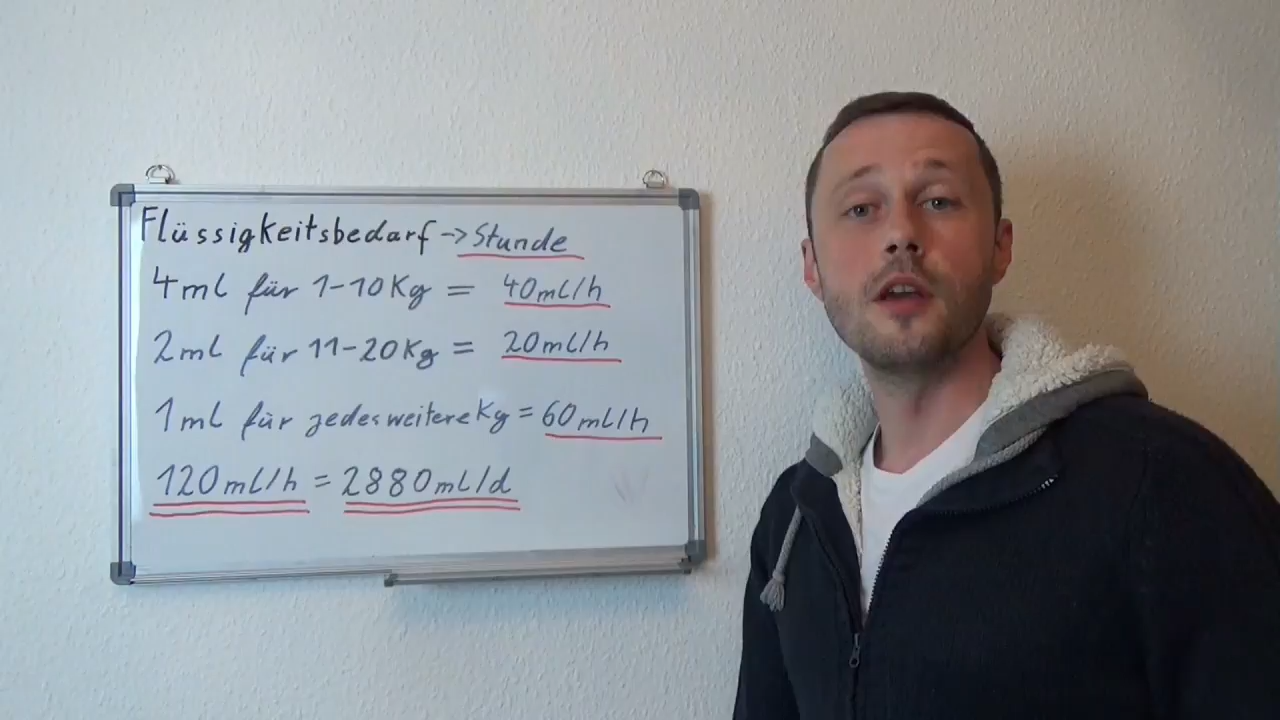 Flüssigkeitsbedarf → Stunde
4ml für 1-10Kg = 40ml/h
2ml für 11-20Kg = 20ml/h
1ml für jedes weitere Kg = 60ml/h
120ml/h = 2880ml/d